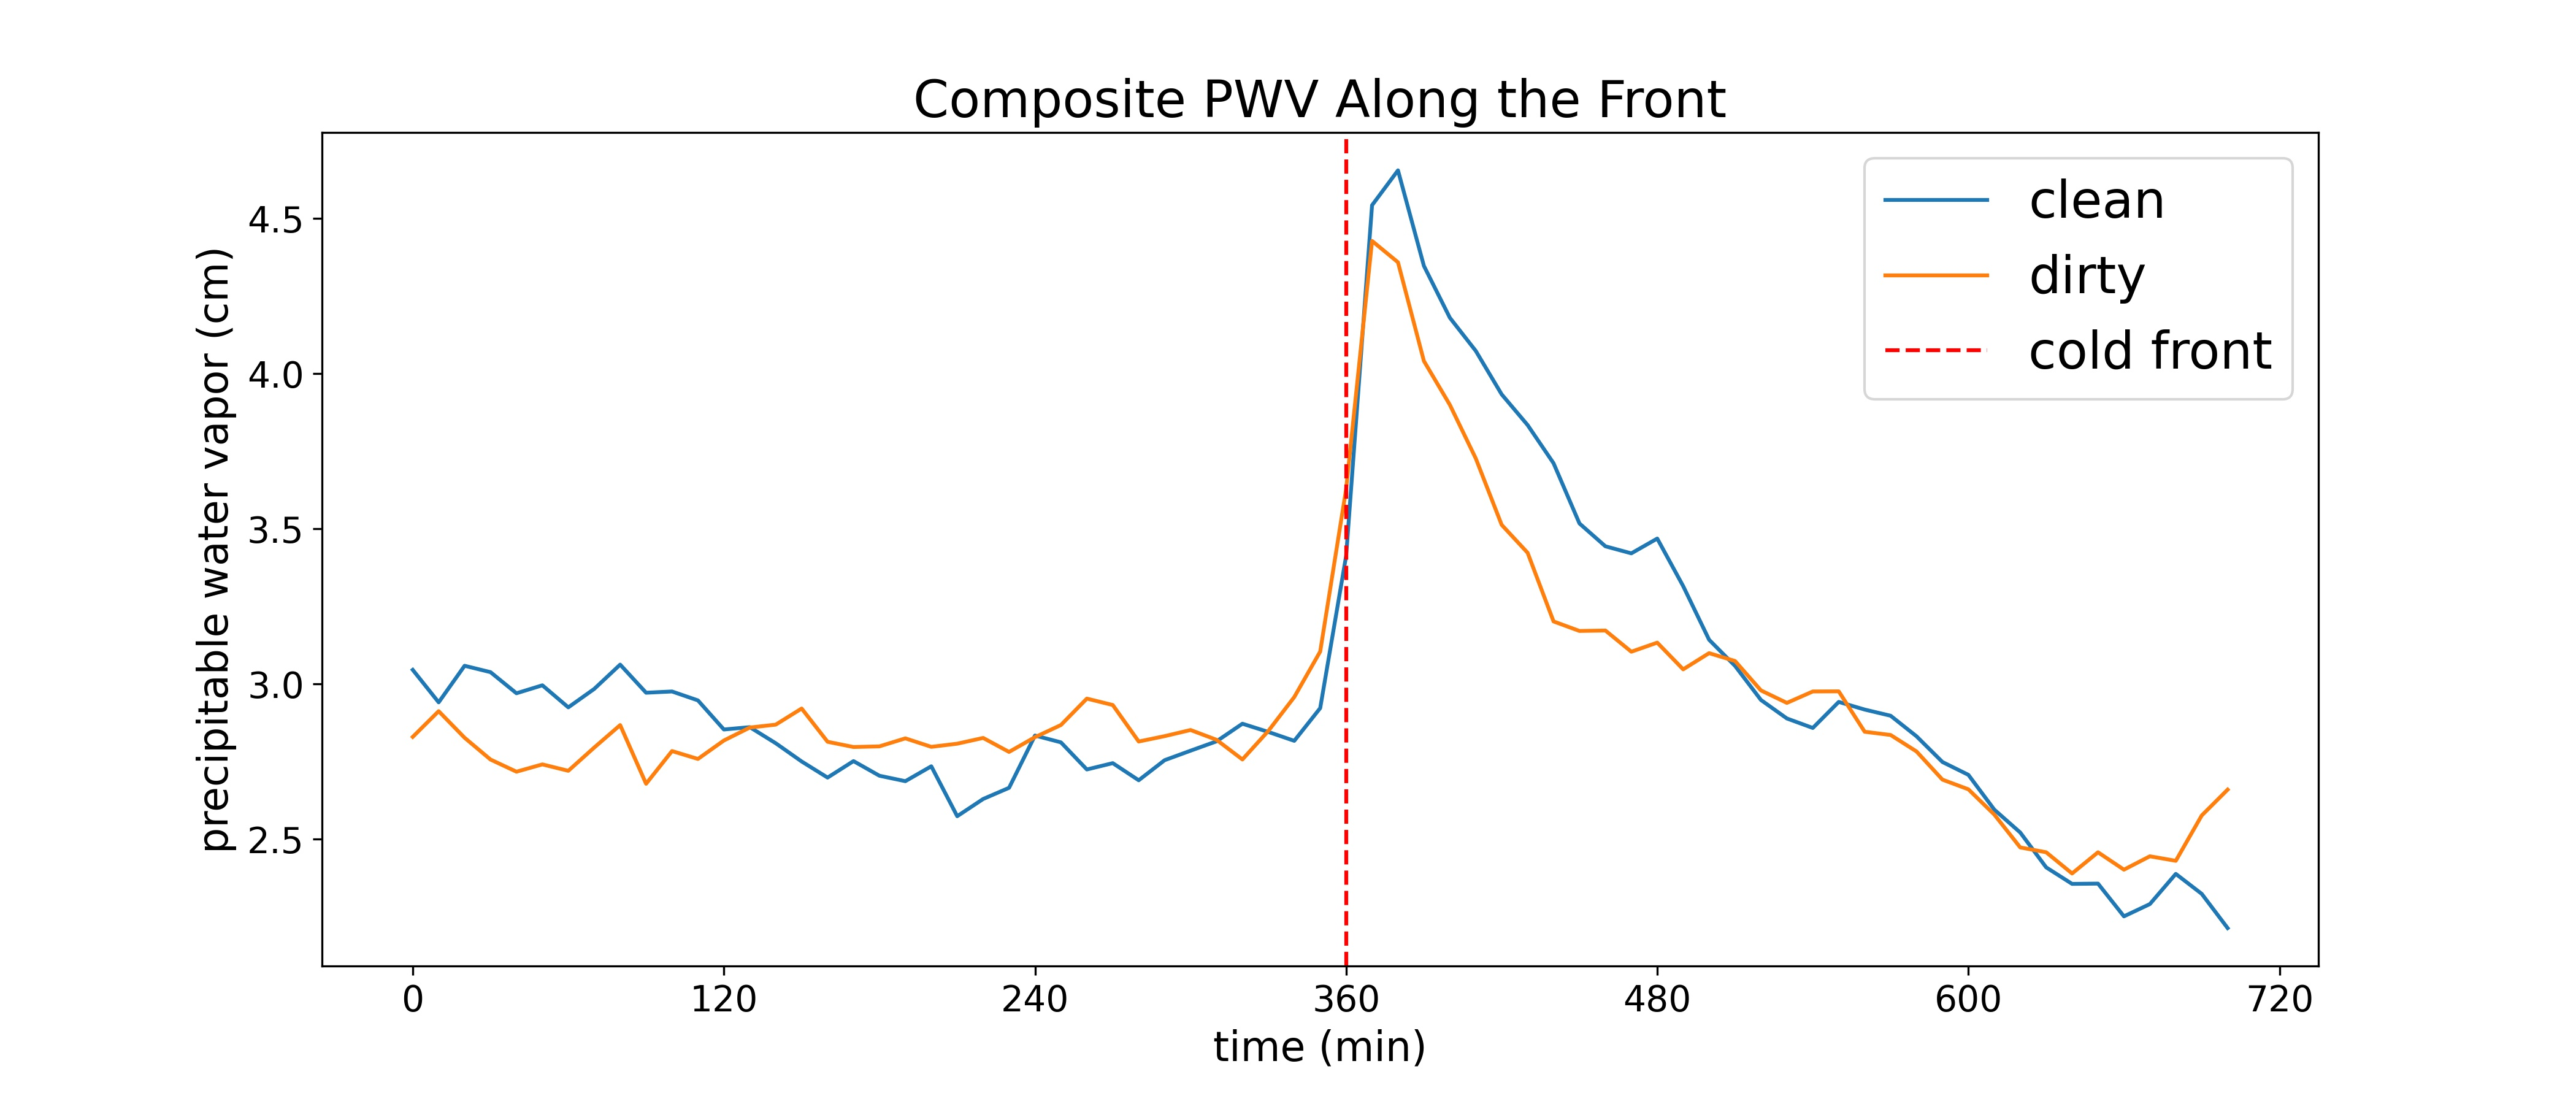 Composite PWV Along the Front
clean
dirty
cold front
precipitable water vapor (cm)
4.5
4.0
3.5
3.0
2.5
0 120 240 360 480 600 720
time (min)